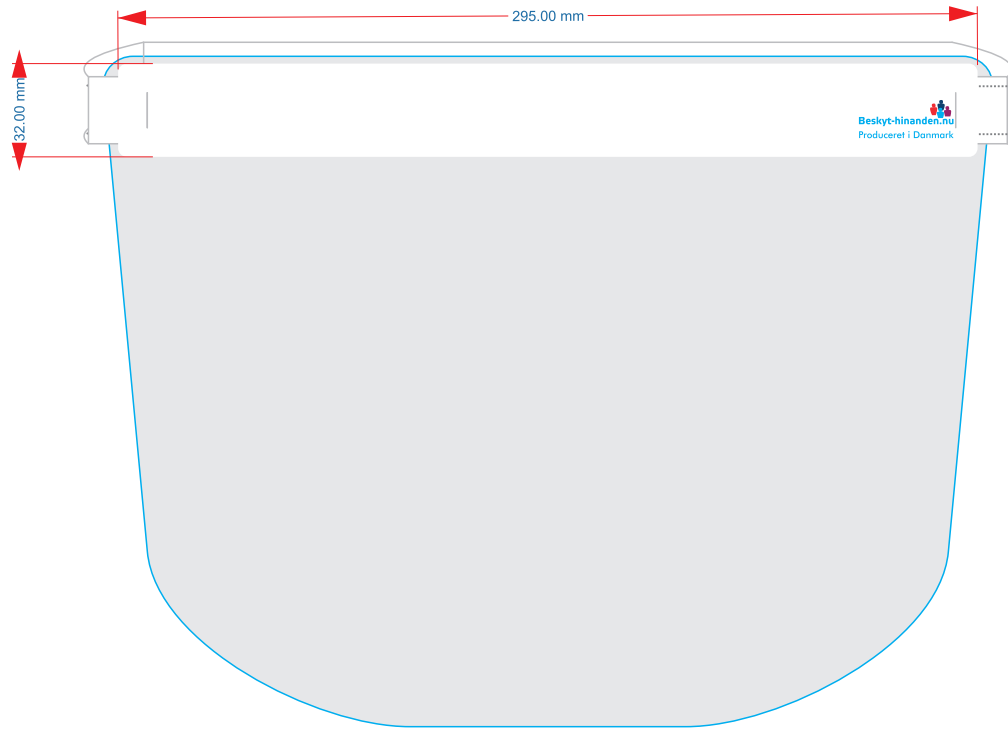 295.00 mm
32.00 mm
Beskyt-hinanden.nu
Produceret i Danmark